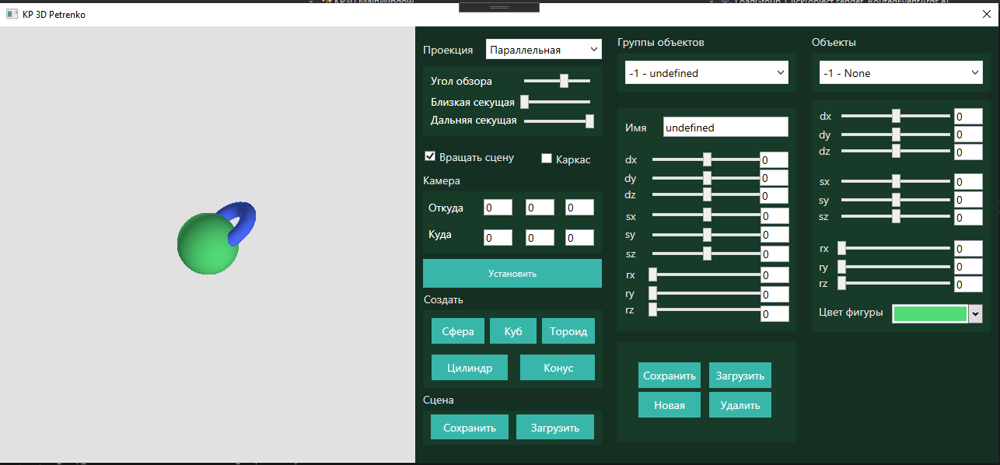 KP 3D Petrenko
Проекция
Параллельная
Угол обзора
Близкая секущая
Дальняя секущая
Вращать сцену
Каркас
Камера
Откуда
0
0
0
Куда
0
0
0
Установить
Создать
Сфера
Куб
Тороид
Цилиндр
Конус
Сцена
Сохранить
Загрузить
Группы объектов
-1 - undefined
Имя
undefined
dx
0
dy
0
dz
0
sx
0
sy
0
sz
0
rx
0
ry
0
rz
0
Сохранить
Загрузить
Новая
Удалить
Объекты
-1 - None
dx
0
dy
0
dz
0
sx
0
sy
0
sz
0
rx
0
ry
0
rz
0
Цвет фигуры